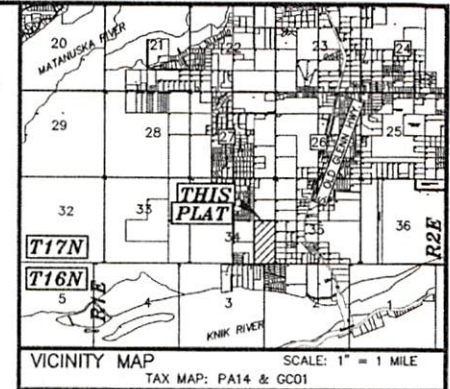 20
21
22
23
24
MATANUSKA RIVER
29
28
27
26
25
OLD GLENN HWY
THIS
PLAT
32
33
34
35
36
T17N
R2E
T16N
5
R1E
4
3
2
1
KNIK RIVER
VICINITY MAP
SCALE: 1" = 1 MILE
TAX MAP: PA14 & GC01